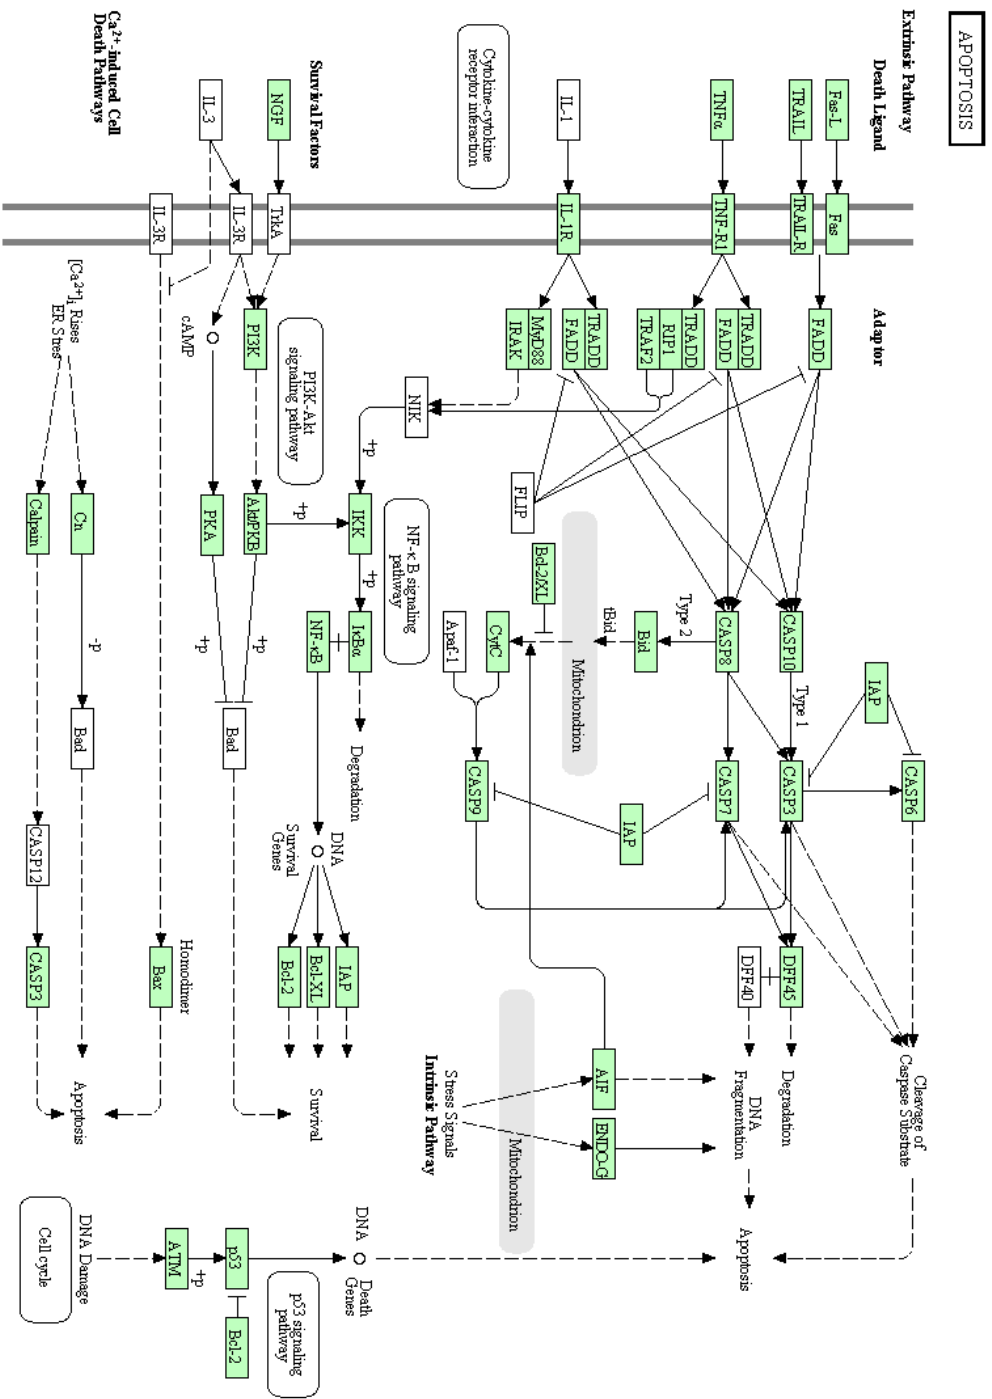 APOPTOSIS
Extrinsic Pathway
Death Ligand
Adaptor
Fas-L
Fas
FADD
TRAIL
TRAIL-R
CASP10
Type 1
CASP3
IAP
CASP6
Cleavage of
Caspase Substrate
TNFα
TNF-R1
TRADD
FADD
TRADD
RIP1
TRAF2
CASP8
Type 2
CASP7
DFF45
DFF40
Degradation
DNA
Fragmentation
Apoptosis
Bid
tBid
IAP
Mitochondrion
IL-1
IL-1R
TRADD
FADD
MyD88
IRAK
FLIP
Bcl-2/XL
CytC
Apaf-1
CASP9
AIF
ENDO-G
Mitochondrion
Stress Signals
Intrinsic Pathway
Cytokine-cytokine
receptor interaction
NIK
NF-κB signaling
pathway
+p
IKK
+p
IκBα
Degradation
NF-κB
DNA
Survival
Genes
IAP
Bcl-XL
Bcl-2
Survival
Survival Factors
NGF
TrkA
PI3K
PI3K-Akt
signaling pathway
Akt/PKB
+p
IL-3
IL-3R
cAMP
PKA
+p
+p
Bad
IL-3R
Homodimer
Bax
Apoptosis
Ca²⁺-induced Cell
Death Pathways
[Ca²⁺]i Rises
ER Stress
Cn
-p
Bad
Calpain
CASP12
CASP3
DNA
Death
Genes
p53 signaling
pathway
p53
Bcl-2
+p
ATM
DNA Damage
Cell cycle